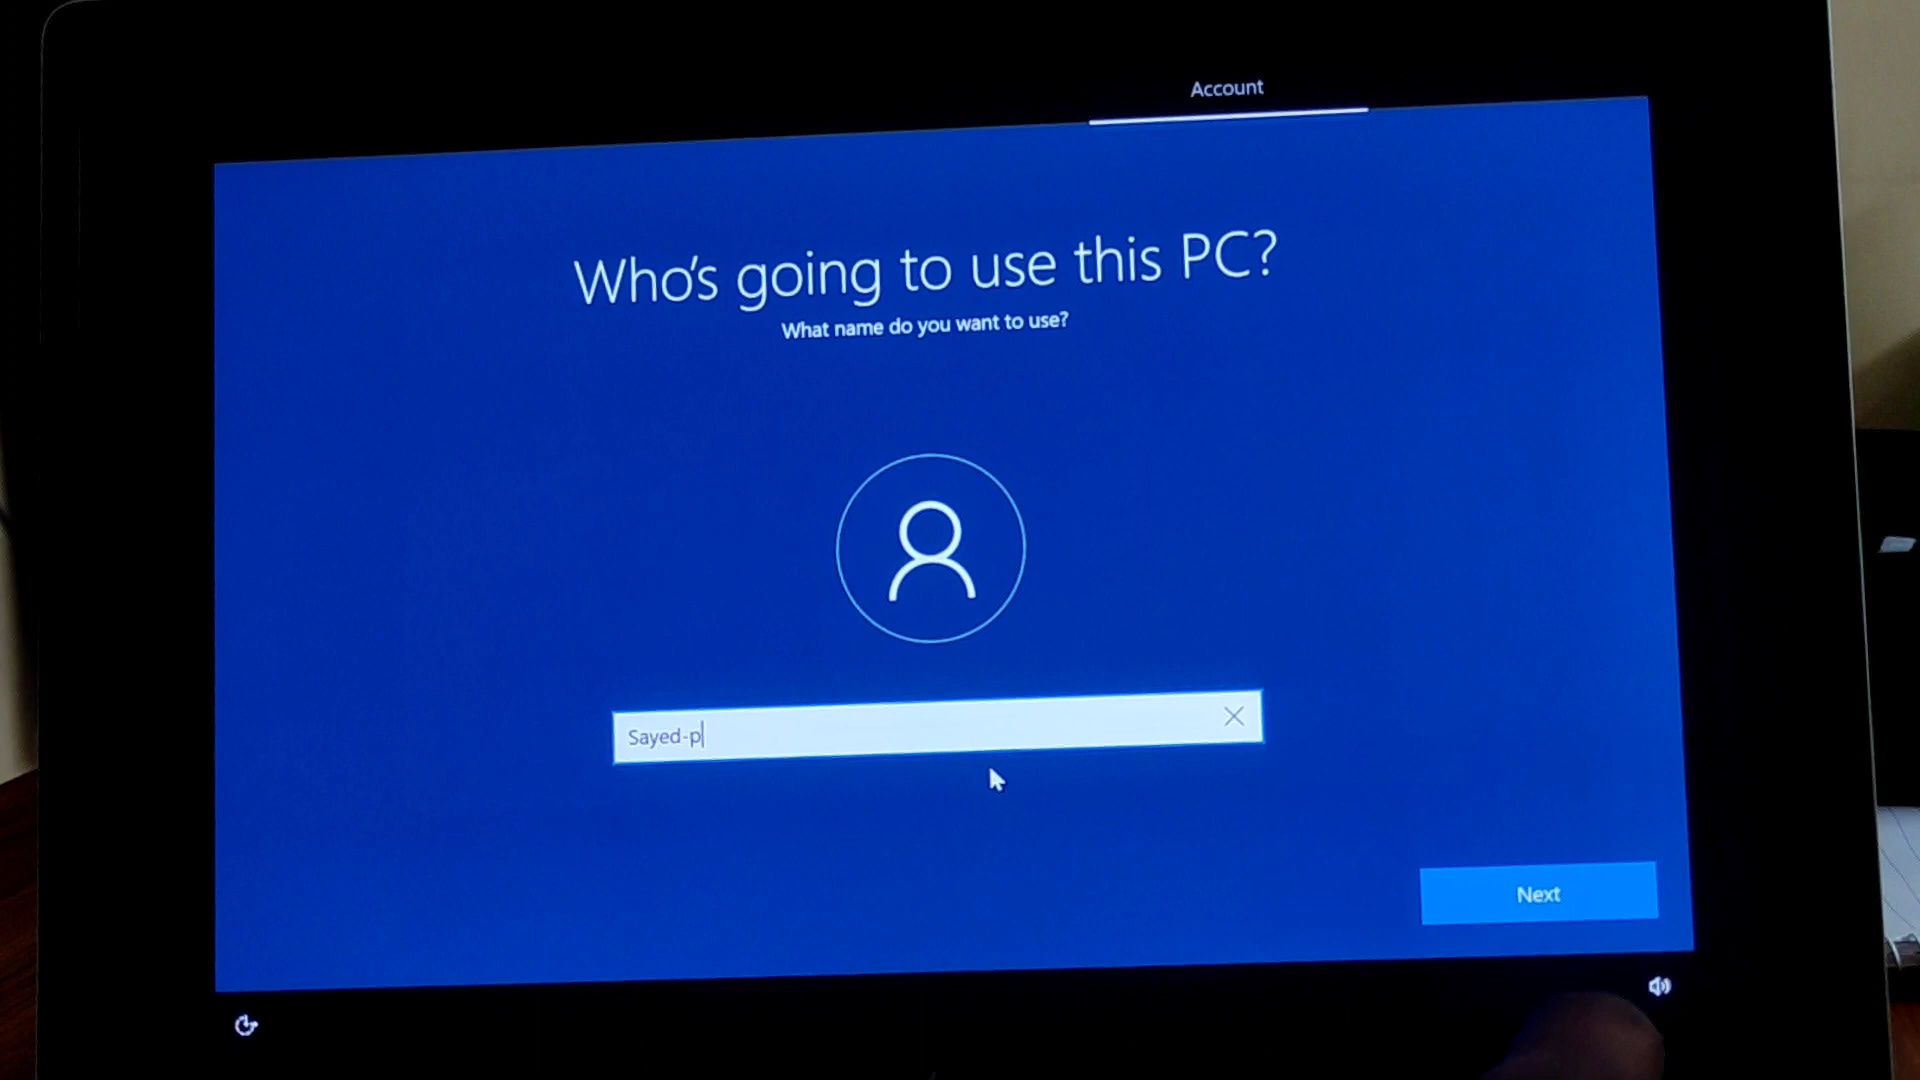 Account
Who's going to use this PC?
What name do you want to use?
Sayed-p
Next